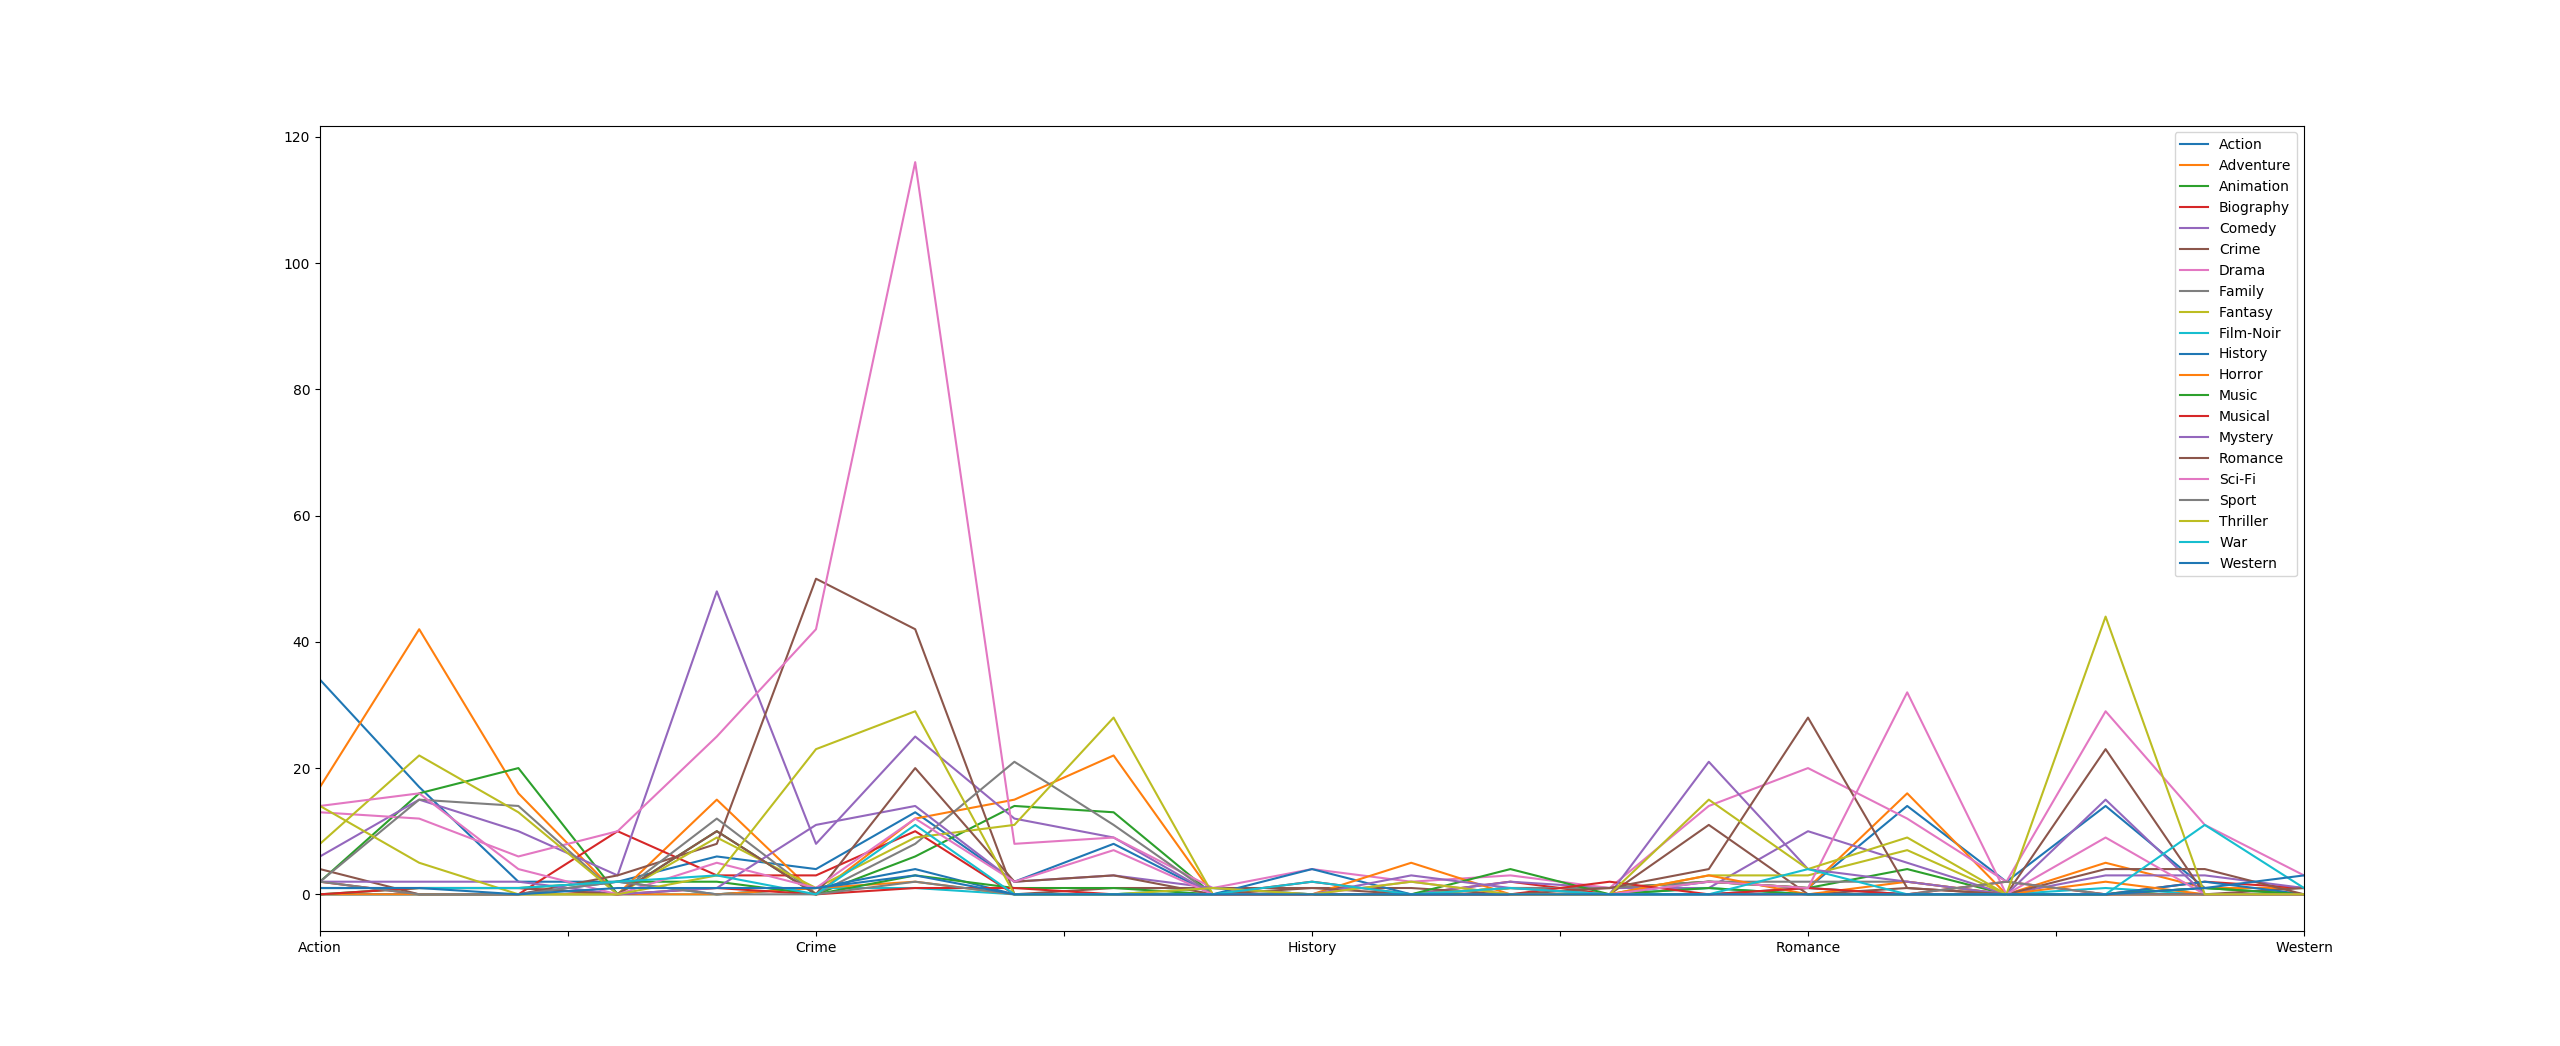 120
100
80
60
40
20
0
Action
Crime
History
Romance
Western
Action
Adventure
Animation
Biography
Comedy
Crime
Drama
Family
Fantasy
Film-Noir
History
Horror
Music
Musical
Mystery
Romance
Sci-Fi
Sport
Thriller
War
Western